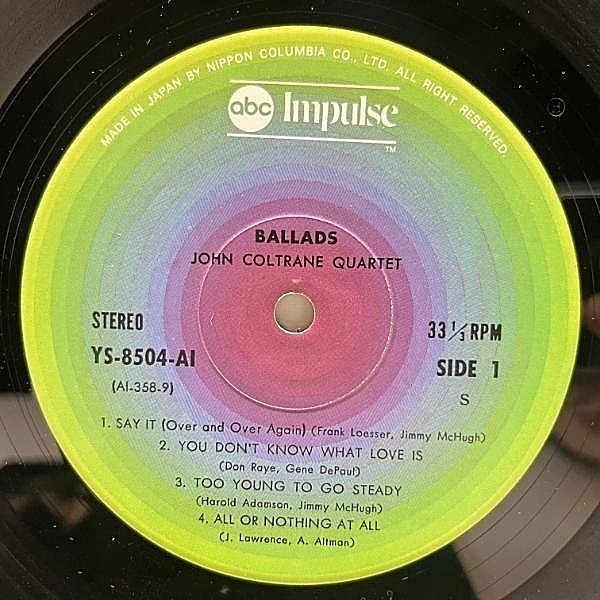 MADE IN JAPAN BY NIPPON COLUMBIA CO., LTD. ALL RIGHT RESERVED.
abc Impulse
TM
BALLADS
JOHN COLTRANE QUARTET
STEREO
33 1/3 RPM
YS-8504-AI
SIDE 1
(AI-358-9)
S
1. SAY IT (Over and Over Again) (Frank Loesser, Jimmy McHugh)
2. YOU DON'T KNOW WHAT LOVE IS
(Don Raye, Gene DePaul)
3. TOO YOUNG TO GO STEADY
(Harold Adamson, Jimmy McHugh)
4. ALL OR NOTHING AT ALL
(J. Lawrence, A. Altman)